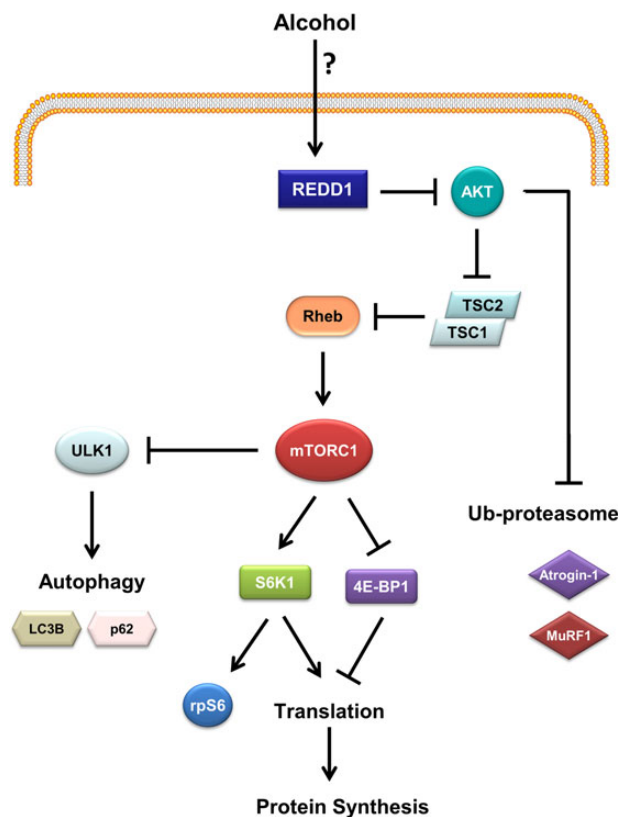 Alcohol
?
REDD1
AKT
TSC2
TSC1
Rheb
mTORC1
ULK1
Ub-proteasome
Autophagy
S6K1
4E-BP1
Atrogin-1
LC3B
p62
MuRF1
rpS6
Translation
Protein Synthesis